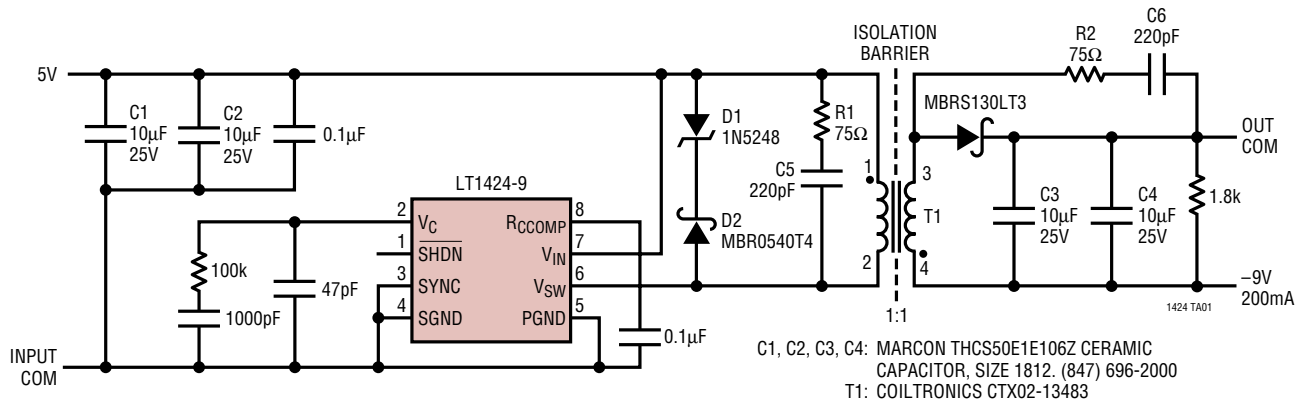 ISOLATION
BARRIER
5V
C1
10µF
25V
C2
10µF
25V
0.1µF
D1
1N5248
R1
75Ω
R2
75Ω
C6
220pF
MBRS130LT3
OUT
COM
LT1424-9
C5
220pF
1
2
3
4
T1
1:1
C3
10µF
25V
C4
10µF
25V
1.8k
D2
MBR0540T4
2
1
3
4
VC
SHDN
SYNC
SGND
RCCOMP
VIN
VSW
PGND
8
7
6
5
100k
1000pF
47pF
0.1µF
INPUT
COM
–9V
200mA
1424 TA01
C1, C2, C3, C4: MARCON THCS50E1E106Z CERAMIC
CAPACITOR, SIZE 1812. (847) 696-2000
T1: COILTRONICS CTX02-13483